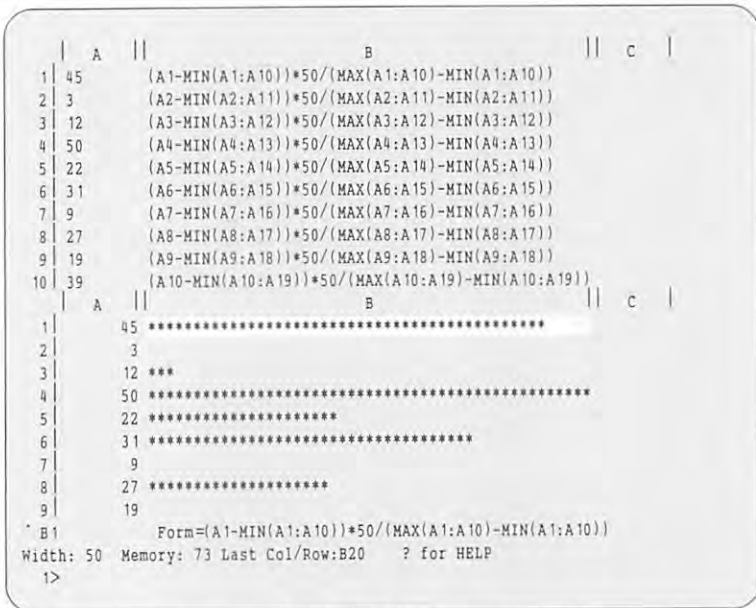 | A || B || C |
1| 45 (A1-MIN(A1:A10))*50/(MAX(A1:A10)-MIN(A1:A10))
2| 3 (A2-MIN(A2:A11))*50/(MAX(A2:A11)-MIN(A2:A11))
3| 12 (A3-MIN(A3:A12))*50/(MAX(A3:A12)-MIN(A3:A12))
4| 50 (A4-MIN(A4:A13))*50/(MAX(A4:A13)-MIN(A4:A13))
5| 22 (A5-MIN(A5:A14))*50/(MAX(A5:A14)-MIN(A5:A14))
6| 31 (A6-MIN(A6:A15))*50/(MAX(A6:A15)-MIN(A6:A15))
7| 9 (A7-MIN(A7:A16))*50/(MAX(A7:A16)-MIN(A7:A16))
8| 27 (A8-MIN(A8:A17))*50/(MAX(A8:A17)-MIN(A8:A17))
9| 19 (A9-MIN(A9:A18))*50/(MAX(A9:A18)-MIN(A9:A18))
10| 39 (A10-MIN(A10:A19))*50/(MAX(A10:A19)-MIN(A10:A19))
| A || B || C |
1| 45 ********************************************
2| 3
3| 12 ***
4| 50 *************************************************
5| 22 *********************
6| 31 ************************************
7| 9
8| 27 ********************
9| 19
^B1 Form=(A1-MIN(A1:A10))*50/(MAX(A1:A10)-MIN(A1:A10))
Width: 50 Memory: 73 Last Col/Row:B20 ? for HELP
1>